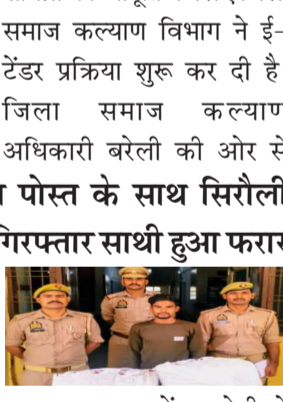 समाज कल्याण विभाग ने ई-
टेंडर प्रक्रिया शुरू कर दी है
जिला समाज कल्याण
अधिकारी बरेली की ओर से
पोस्त के साथ सिरौली
गिरफ्तार साथी हुआ फरार